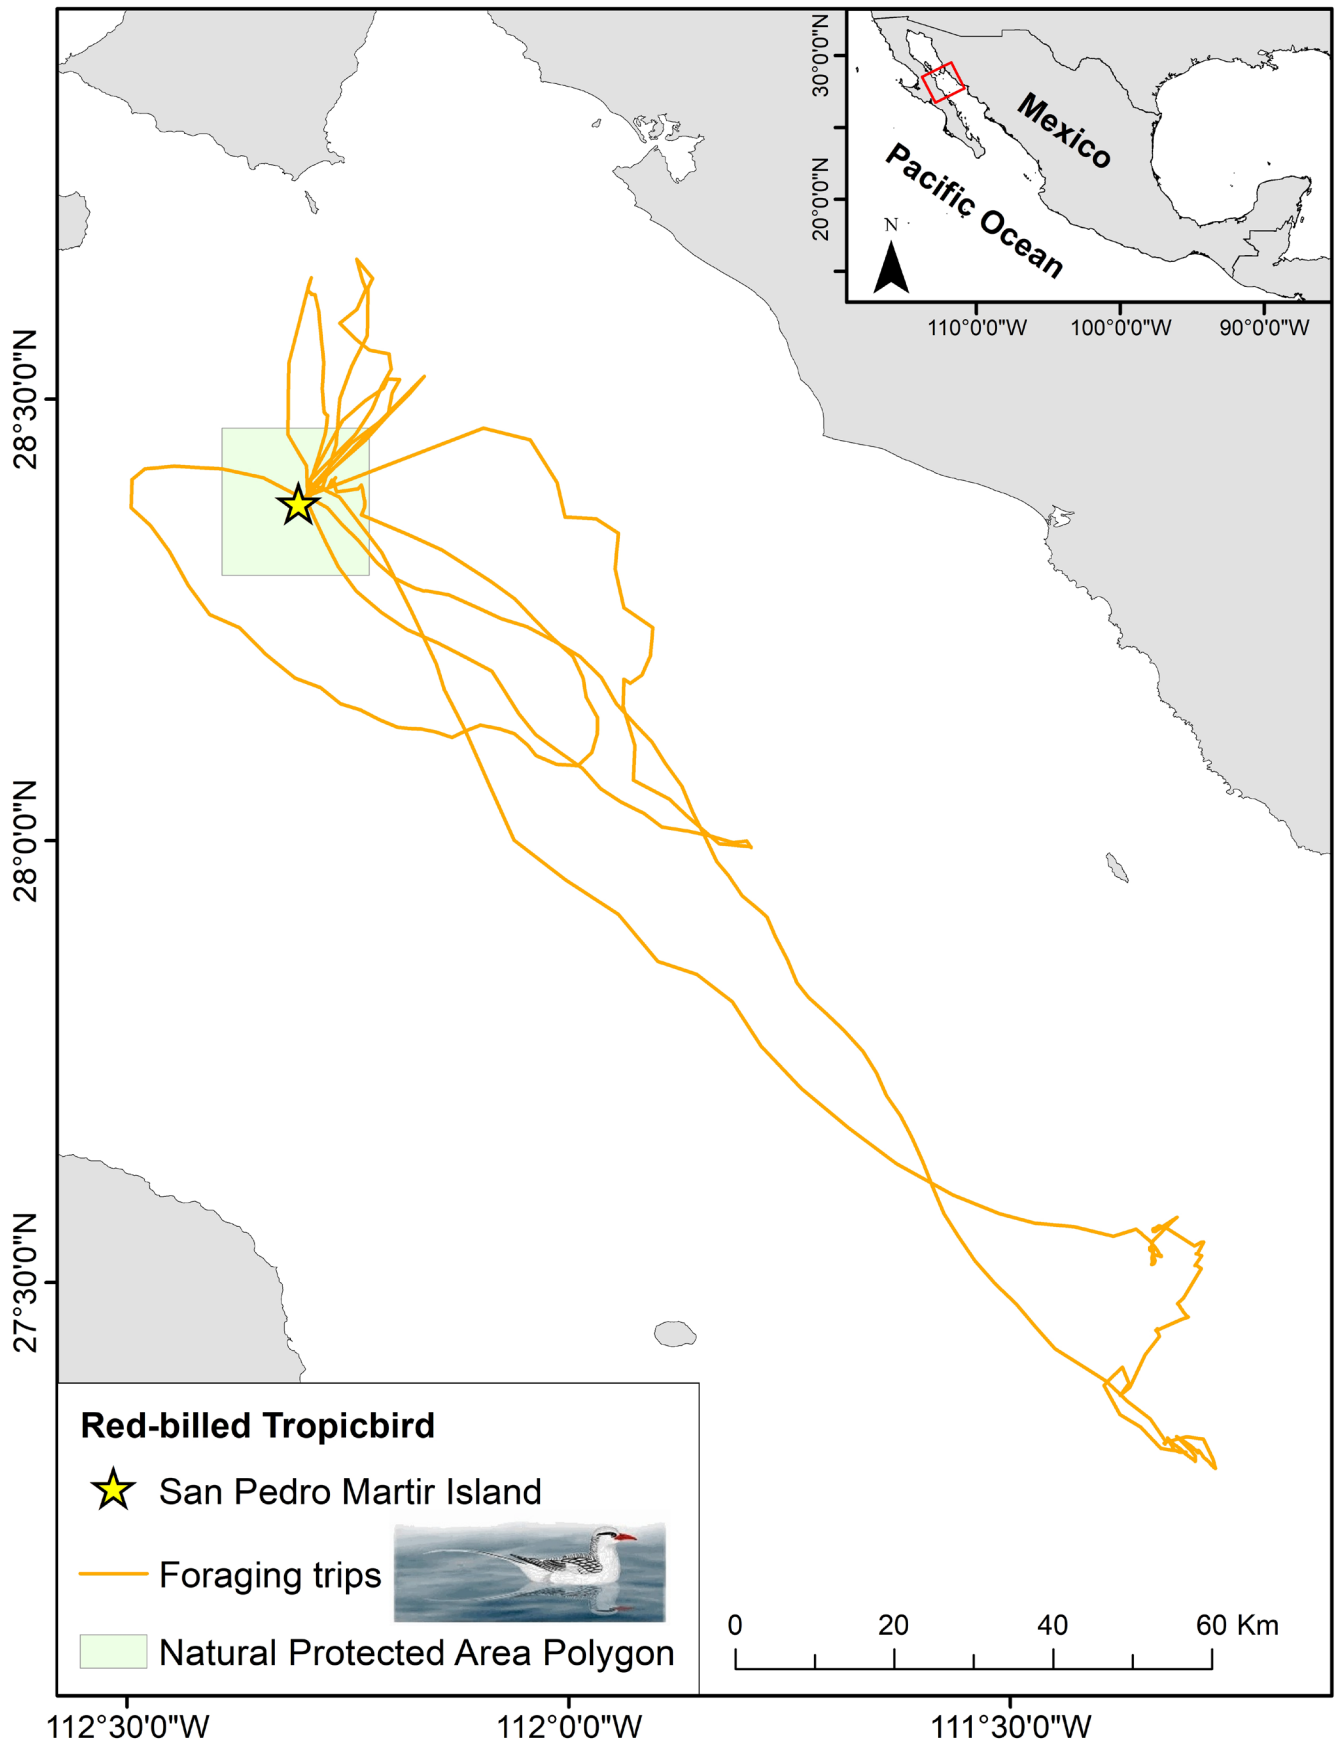 30°0'0"N
20°0'0"N
Mexico
Pacific Ocean
N
110°0'0"W
100°0'0"W
90°0'0"W
28°30'0"N
28°0'0"N
27°30'0"N
Red-billed Tropicbird
San Pedro Martir Island
Foraging trips
Natural Protected Area Polygon
0 20 40 60 Km
112°30'0"W
112°0'0"W
111°30'0"W